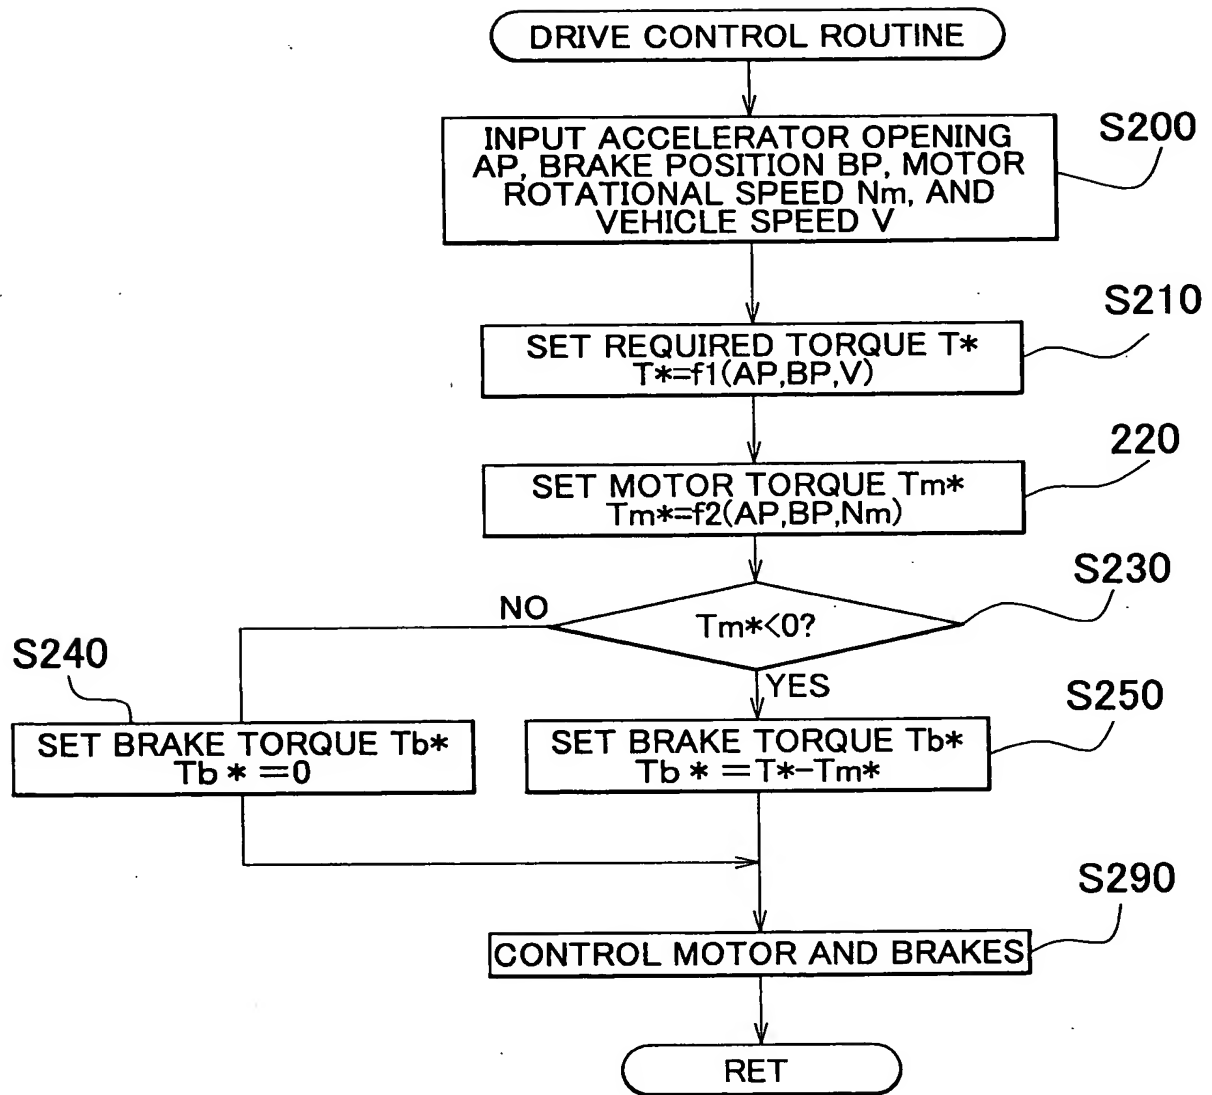 DRIVE CONTROL ROUTINE
INPUT ACCELERATOR OPENING
AP, BRAKE POSITION BP, MOTOR
ROTATIONAL SPEED Nm, AND
VEHICLE SPEED V
S200
SET REQUIRED TORQUE T*
T*=f1(AP,BP,V)
S210
SET MOTOR TORQUE Tm*
Tm*=f2(AP,BP,Nm)
220
Tm*<0?
S230
NO
YES
S240
SET BRAKE TORQUE Tb*
Tb*=0
SET BRAKE TORQUE Tb*
Tb*=T*-Tm*
S250
CONTROL MOTOR AND BRAKES
S290
RET